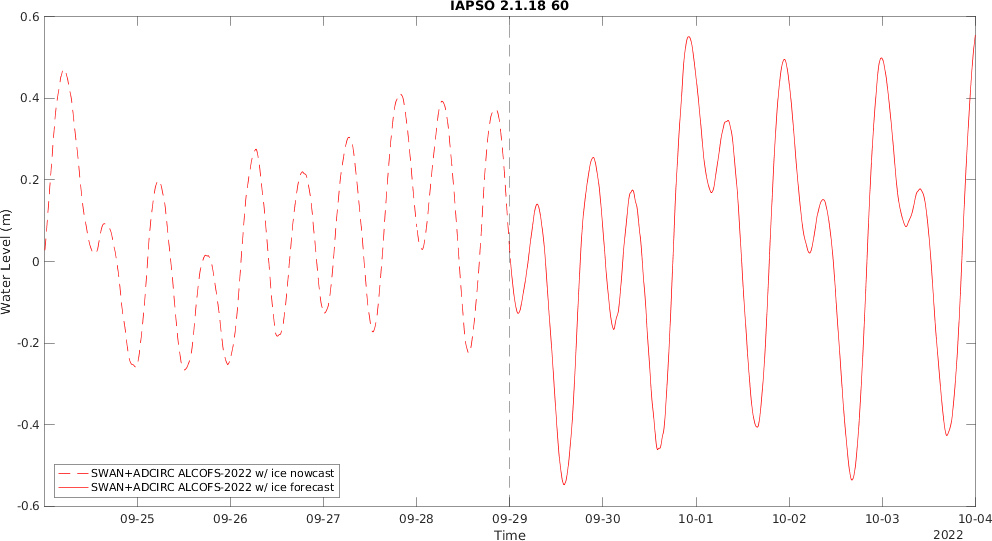 IAPSO 2.1.18 60
0.6
0.4
0.2
0
-0.2
-0.4
-0.6
Water Level (m)
SWAN+ADCIRC ALCOFS-2022 w/ ice nowcast
SWAN+ADCIRC ALCOFS-2022 w/ ice forecast
09-25 09-26 09-27 09-28 09-29 09-30 10-01 10-02 10-03 10-04
Time
2022